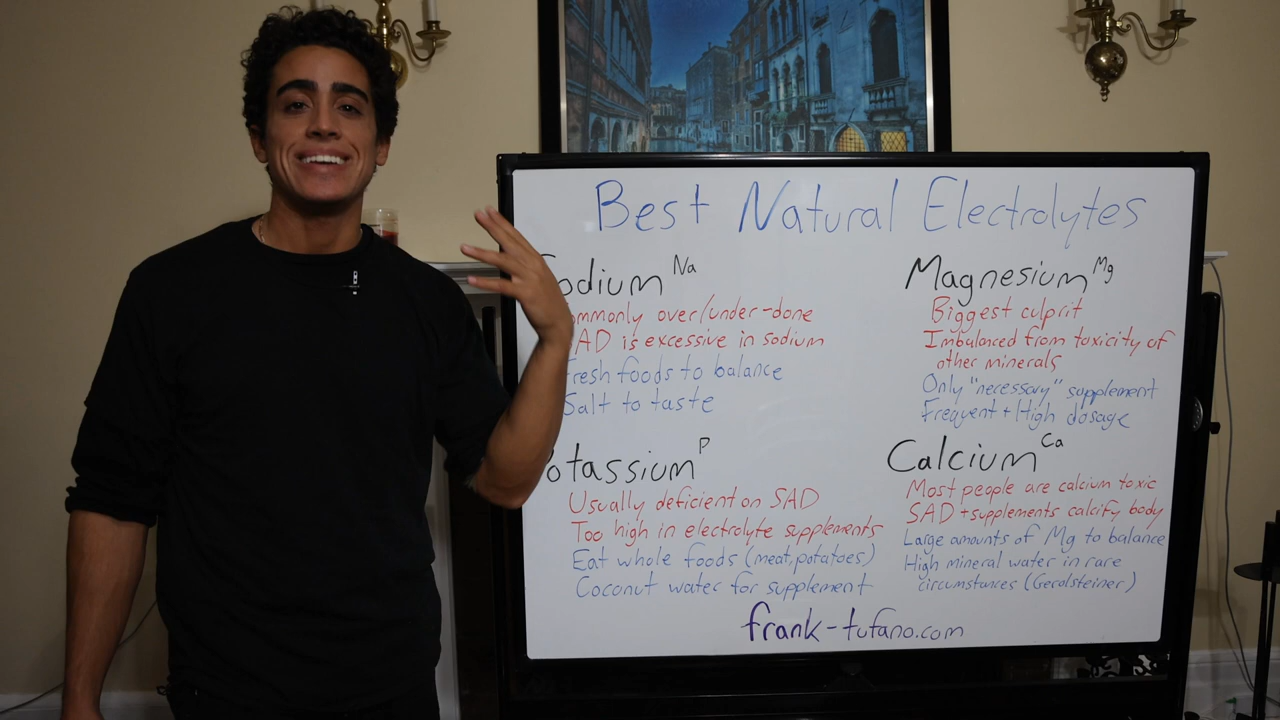 Best Natural Electrolytes
odium Na
ommonly over/under-done
AD is excessive in sodium
Fresh foods to balance
Salt to taste
Magnesium Mg
Biggest culprit
Imbalanced from toxicity of
other minerals
Only "necessary" supplement
Frequent + High dosage
otassium P
Usually deficient on SAD
Too high in electrolyte supplements
Eat whole foods (meat, potatoes)
Coconut water for supplement
Calcium Ca
Most people are calcium toxic
SAD + supplements calcify body
Large amounts of Mg to balance
High mineral water in rare
circumstances (Gerolsteiner)
frank-tufano.com